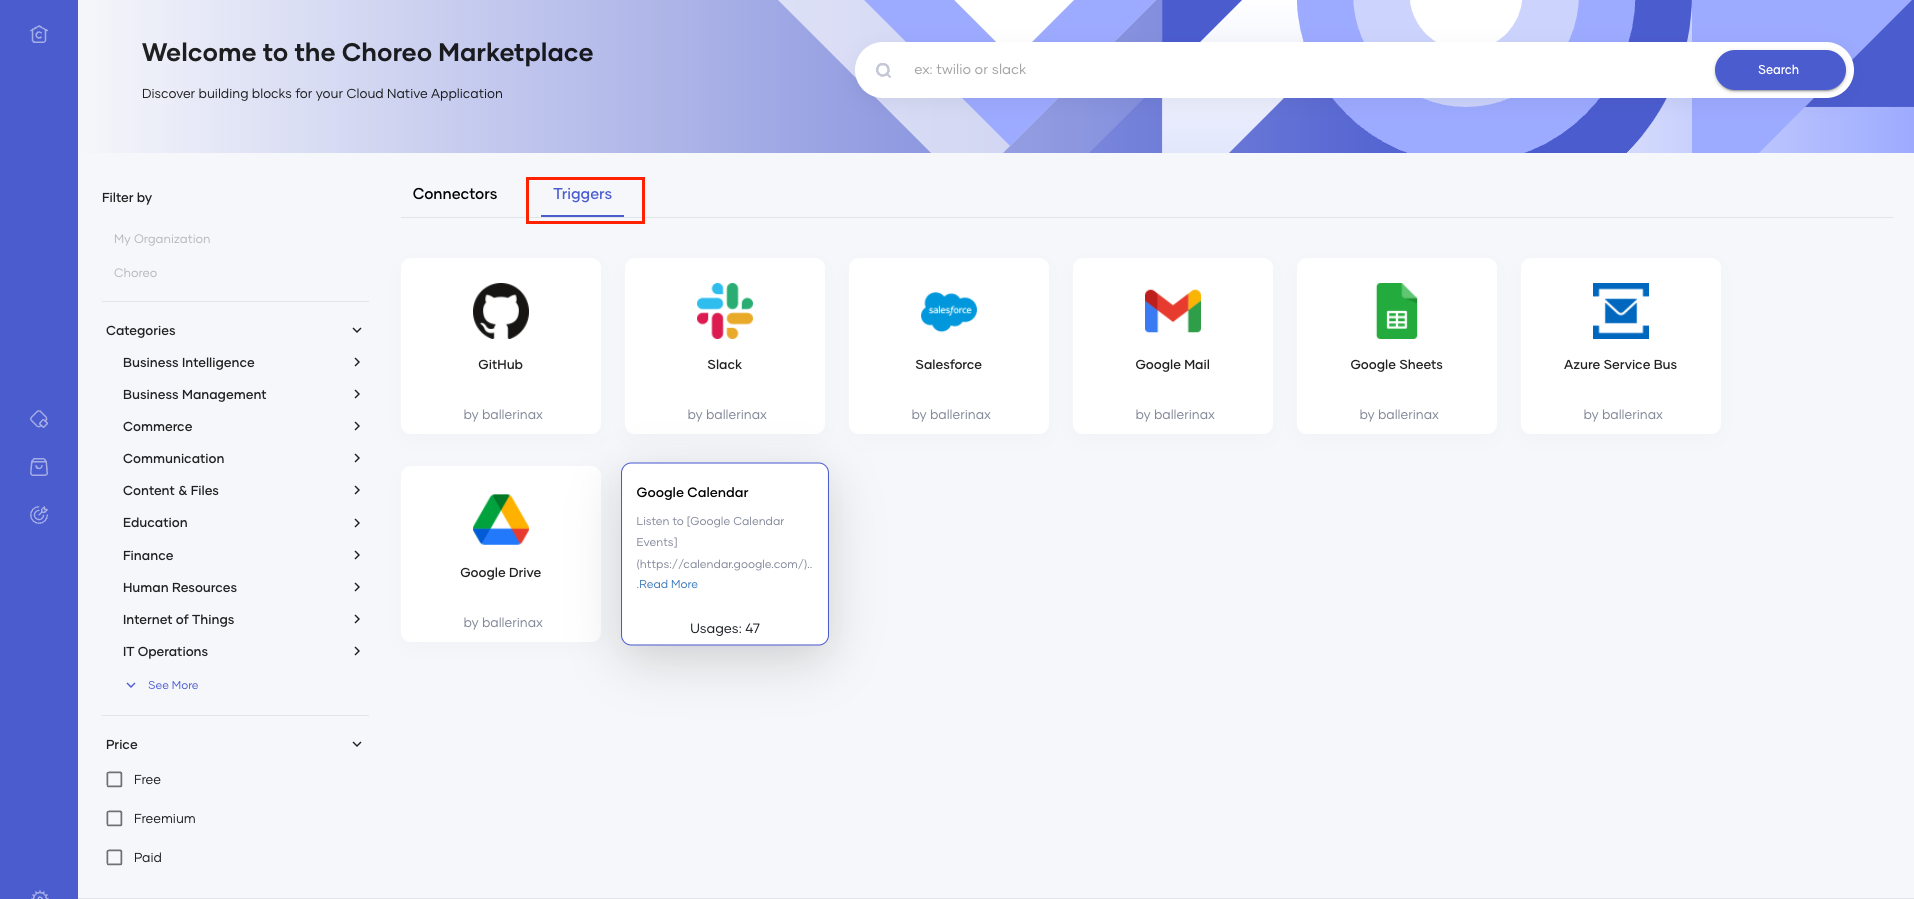 Welcome to the Choreo Marketplace
Discover building blocks for your Cloud Native Application
ex: twilio or slack
Search
Filter by
My Organization
Choreo
Categories
Business Intelligence
Business Management
Commerce
Communication
Content & Files
Education
Finance
Human Resources
Internet of Things
IT Operations
See More
Price
Free
Freemium
Paid
Connectors
Triggers
GitHub
by ballerinax
Slack
by ballerinax
salesforce
Salesforce
by ballerinax
Google Mail
by ballerinax
Google Sheets
by ballerinax
Azure Service Bus
by ballerinax
Google Drive
by ballerinax
Google Calendar
Listen to [Google Calendar
Events]
(https://calendar.google.com/)..
.Read More
Usages: 47